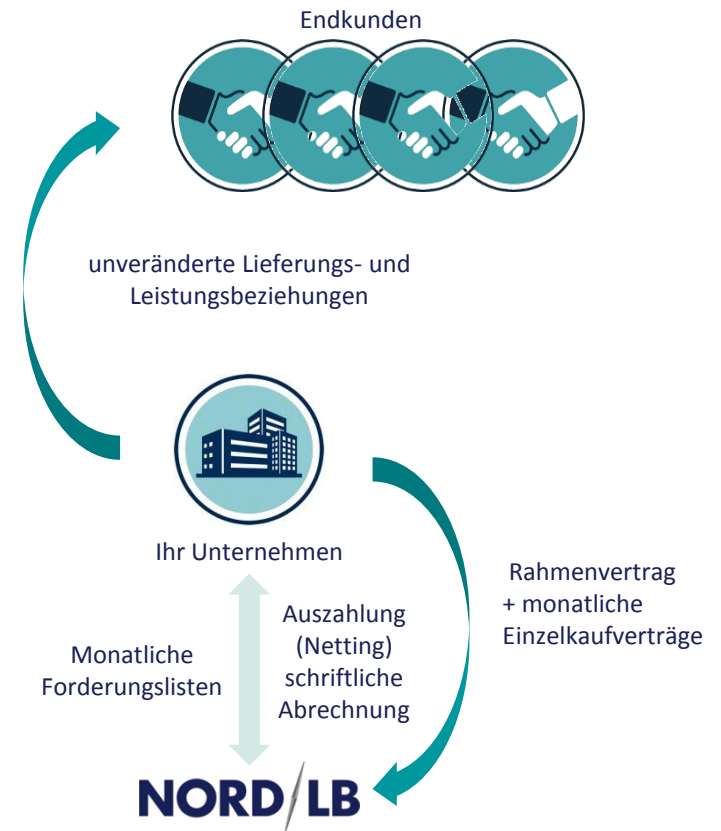 Endkunden
unveränderte Lieferungs- und
Leistungsbeziehungen
Ihr Unternehmen
Rahmenvertrag
+ monatliche
Einzelkaufverträge
Monatliche
Forderungslisten
Auszahlung
(Netting)
schriftliche
Abrechnung
NORD/LB